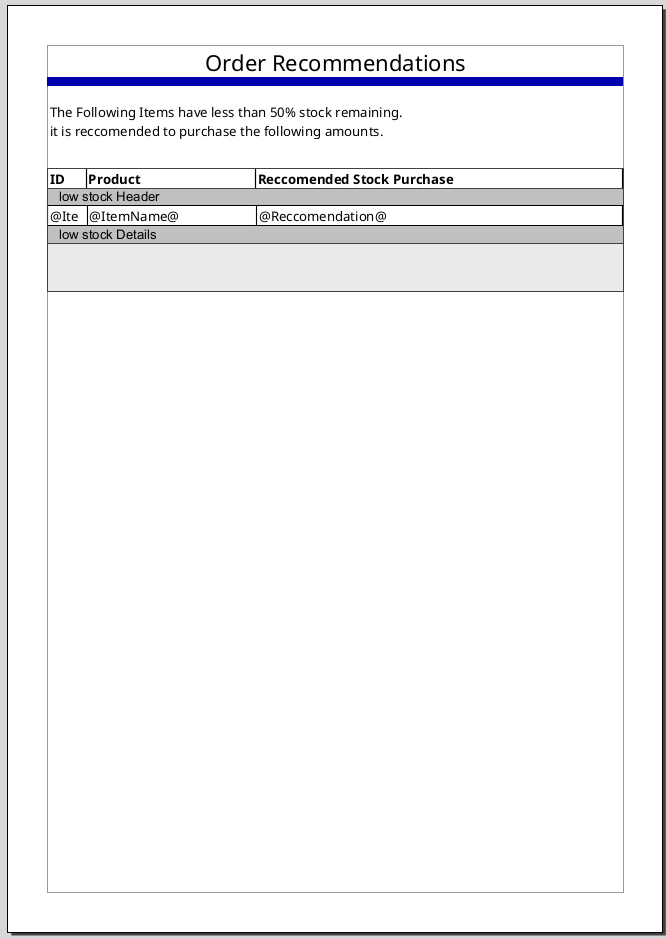 Order Recommendations
The Following Items have less than 50% stock remaining.
it is reccomended to purchase the following amounts.
ID Product Reccomended Stock Purchase
low stock Header
@Ite @ItemName@ @Reccomendation@
low stock Details